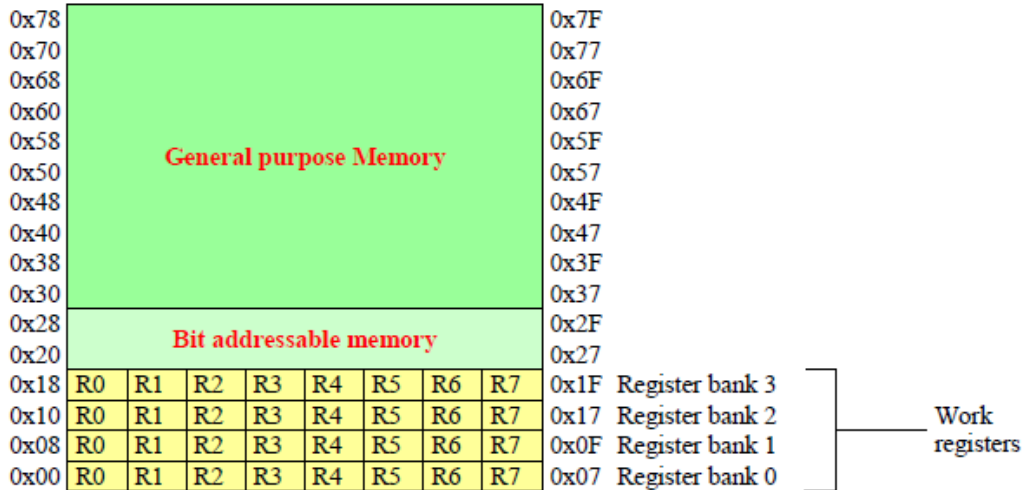 0x78 0x7F
0x70 0x77
0x68 0x6F
0x60 0x67
0x58 0x5F
General purpose Memory
0x50 0x57
0x48 0x4F
0x40 0x47
0x38 0x3F
0x30 0x37
0x28 0x2F
Bit addressable memory
0x20 0x27
0x18 R0 R1 R2 R3 R4 R5 R6 R7 0x1F Register bank 3
0x10 R0 R1 R2 R3 R4 R5 R6 R7 0x17 Register bank 2
0x08 R0 R1 R2 R3 R4 R5 R6 R7 0x0F Register bank 1
0x00 R0 R1 R2 R3 R4 R5 R6 R7 0x07 Register bank 0
Work
registers